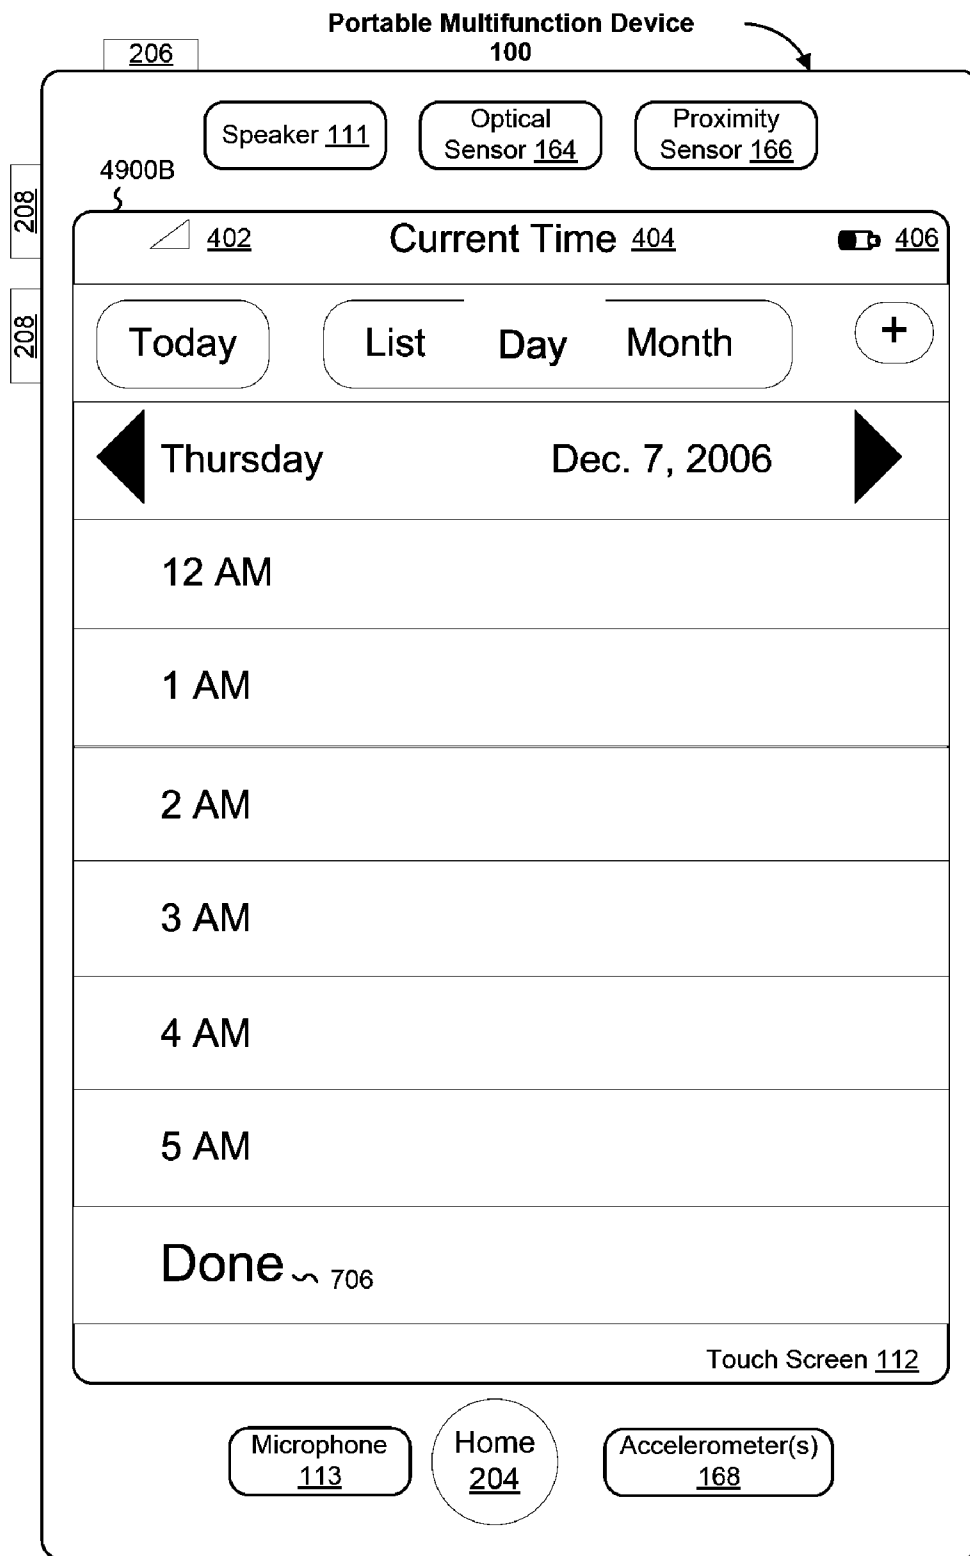 Portable Multifunction Device
100
206
Speaker 111
Optical
Sensor 164
Proximity
Sensor 166
4900B
208
208
402
Current Time 404
406
Today
List
Day
Month
+
Thursday
Dec. 7, 2006
12 AM
1 AM
2 AM
3 AM
4 AM
5 AM
Done 706
Touch Screen 112
Microphone
113
Home
204
Accelerometer(s)
168